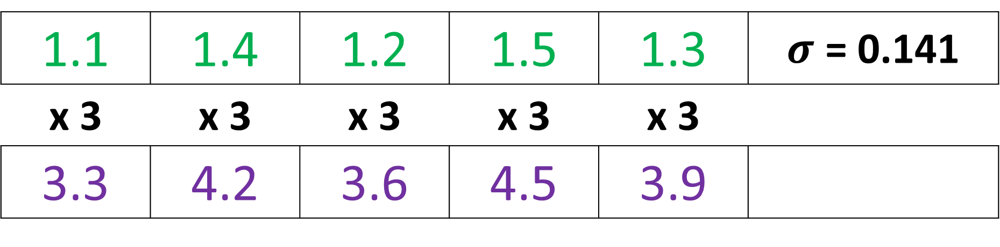 1.1 1.4 1.2 1.5 1.3 σ = 0.141
x 3 x 3 x 3 x 3 x 3
3.3 4.2 3.6 4.5 3.9